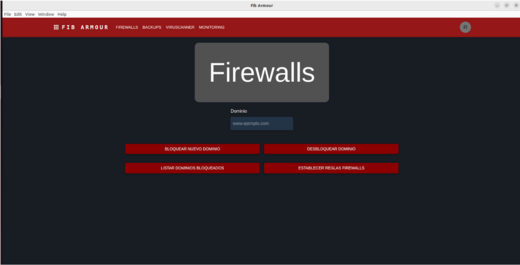 Fib Armour
File Edit View Window Help
FIB ARMOUR FIREWALLS BACKUPS VIRUSCANNER MONITORING
Firewalls
Dominio
www.ejemplo.com
BLOQUEAR NUEVO DOMINIO DESBLOQUEAR DOMINIO
LISTAR DOMINIOS BLOQUEADOS ESTABLECER REGLAS FIREWALLS